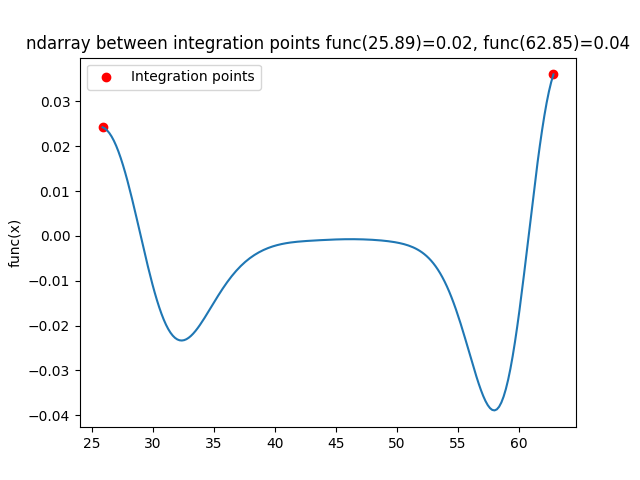 ndarray between integration points func(25.89)=0.02, func(62.85)=0.04
Integration points
func(x)
0.03
0.02
0.01
0.00
−0.01
−0.02
−0.03
−0.04
25 30 35 40 45 50 55 60